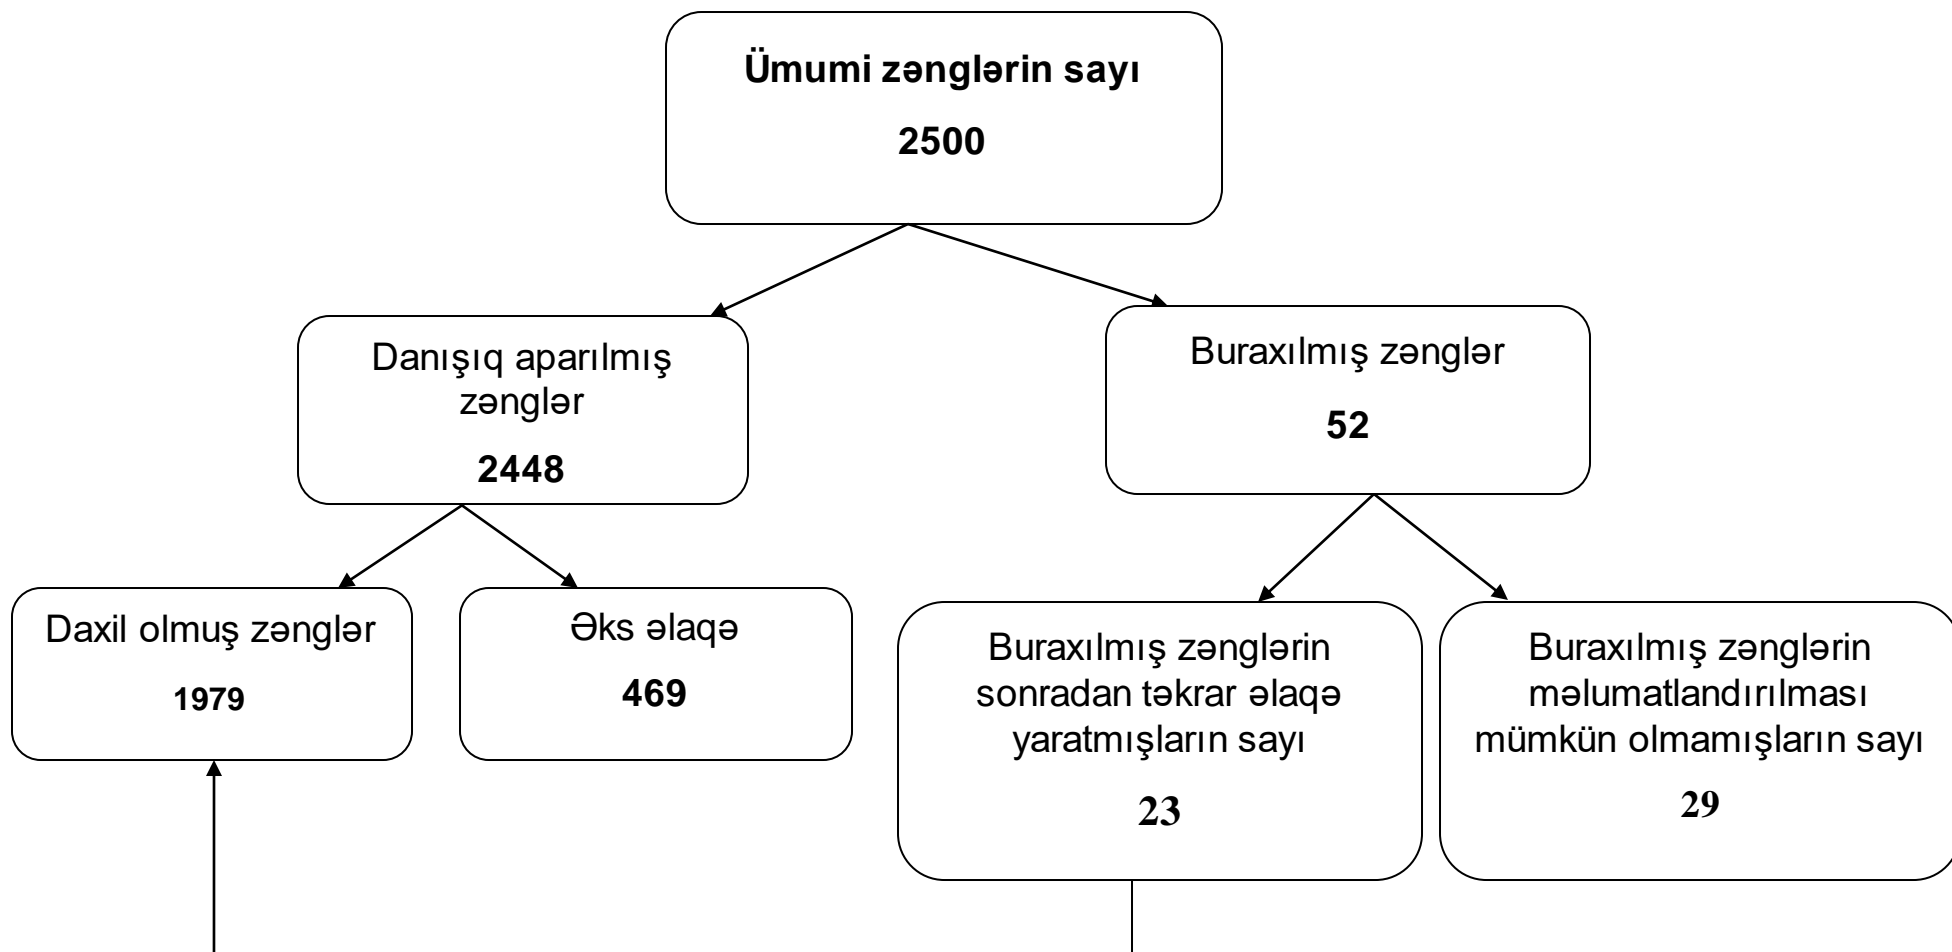 Ümumi zənglərin sayı
2500
Danışıq aparılmış
zənglər
2448
Buraxılmış zənglər
52
Daxil olmuş zənglər
1979
Əks əlaqə
469
Buraxılmış zənglərin
sonradan təkrar əlaqə
yaratmışların sayı
23
Buraxılmış zənglərin
məlumatlandırılması
mümkün olmamışların sayı
29